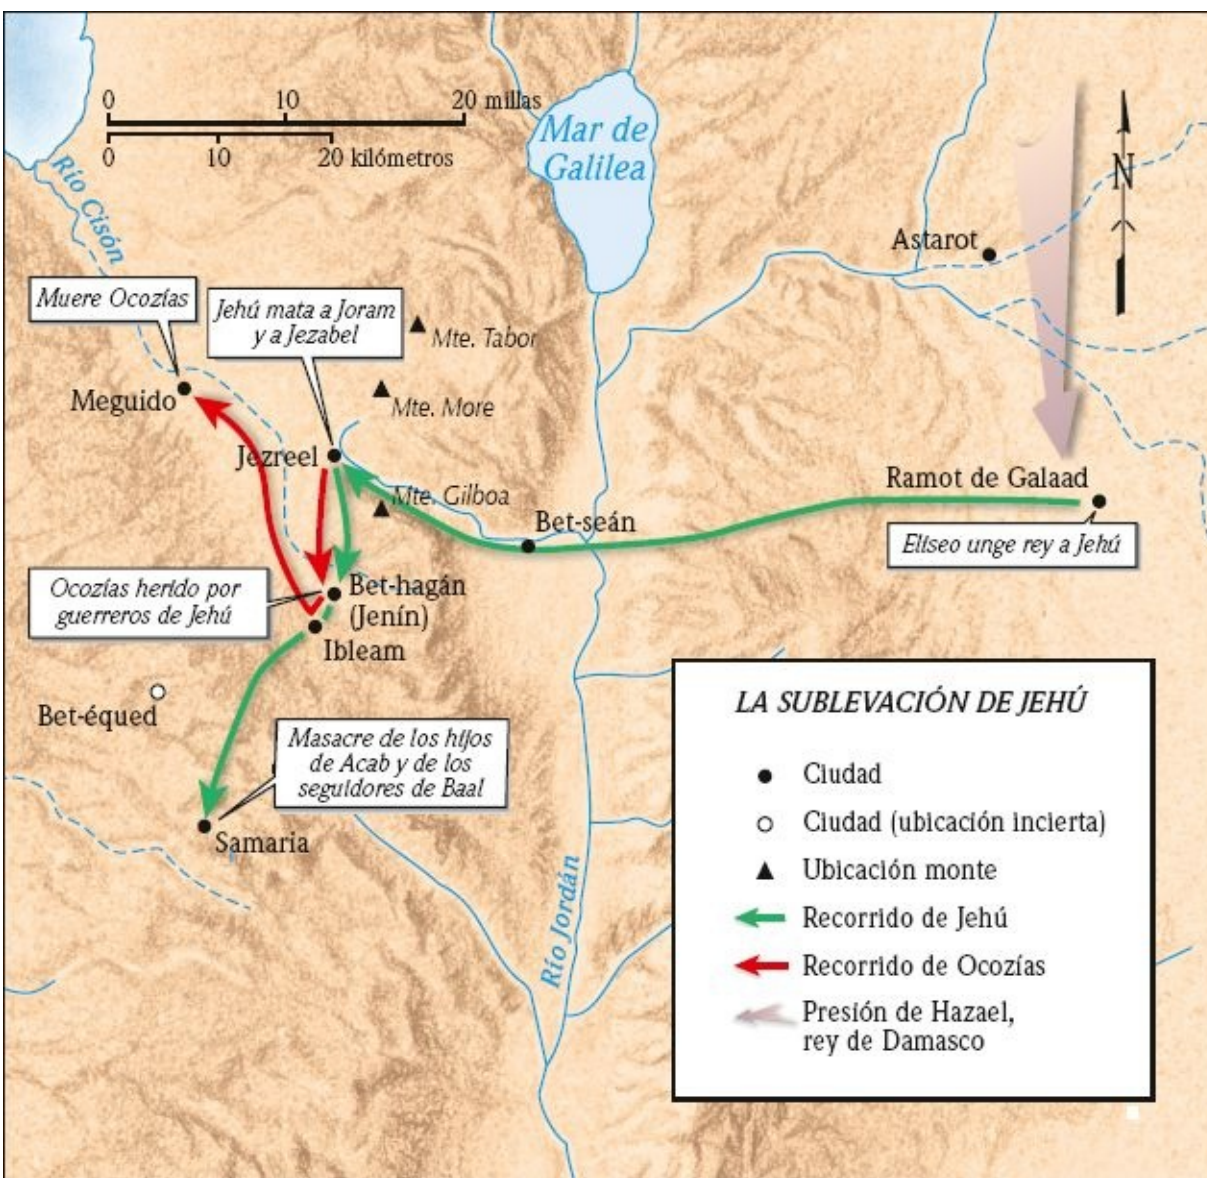 0 10 20 millas
0 10 20 kilómetros
Mar de
Galilea
Río Cisón
Astarot
N
Muere Ocozías
Jehú mata a Joram
y a Jezabel
Mte. Tabor
Meguido
Mte. More
Jezreel
Mte. Gilboa
Ramot de Galaad
Bet-seán
Eliseo unge rey a Jehú
Ocozías herido por
guerreros de Jehú
Bet-hagán
(Jenín)
Ibleam
Bet-équed
Masacre de los hijos
de Acab y de los
seguidores de Baal
Samaria
Río Jordán
LA SUBLEVACIÓN DE JEHÚ
Ciudad
Ciudad (ubicación incierta)
Ubicación monte
Recorrido de Jehú
Recorrido de Ocozías
Presión de Hazael,
rey de Damasco